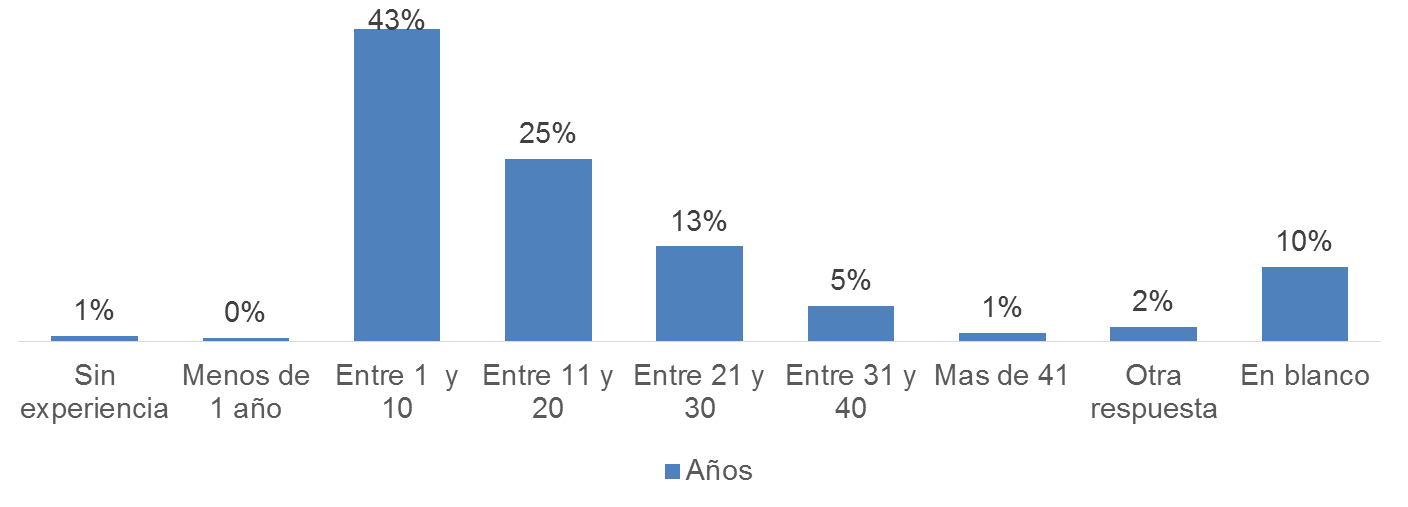 43%
25%
13%
10%
5%
1%
0%
1%
2%
Sin experiencia
Menos de 1 año
Entre 1  y 10
Entre 11 y 20
Entre 21 y 30
Entre 31 y 40
Mas de 41
Otra respuesta
En blanco
Años